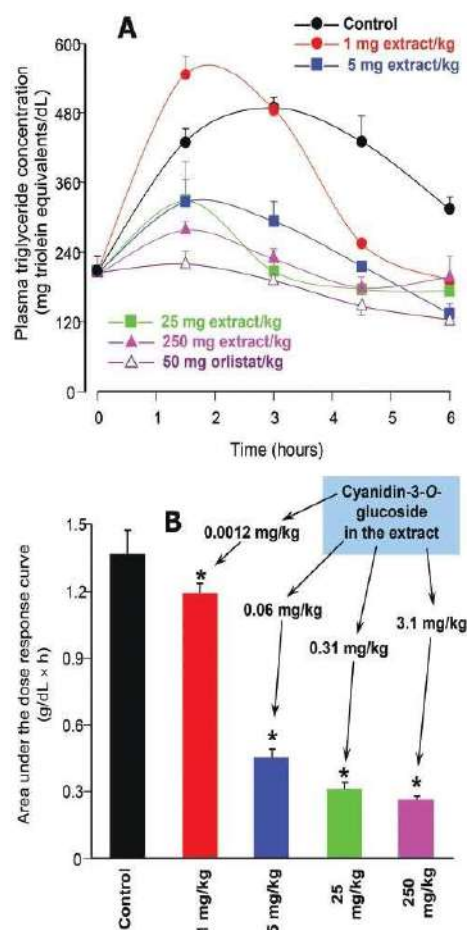 A
Control
1 mg extract/kg
5 mg extract/kg
600
480
360
240
120
0
Plasma triglyceride concentration
(mg triolein equivalents/dL)
25 mg extract/kg
250 mg extract/kg
50 mg orlistat/kg
0 1 2 3 4 5 6
Time (hours)
B
Cyanidin-3-O-
glucoside
in the extract
0.0012 mg/kg
0.06 mg/kg
0.31 mg/kg
3.1 mg/kg
1.5
1.2
0.9
0.6
0.3
0
Area under the dose response curve
(g/dL × h)
* * * *
Control
1 mg/kg
5 mg/kg
25
mg/kg
250
mg/kg